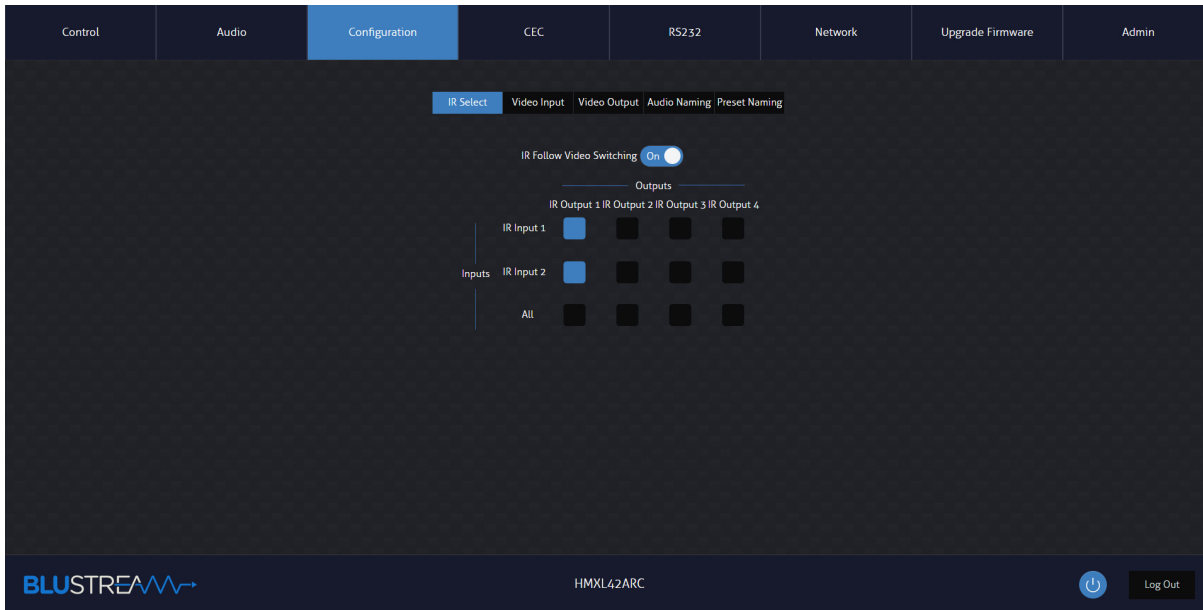 Control Audio Configuration CEC RS232 Network Upgrade Firmware Admin
IR Select Video Input Video Output Audio Naming Preset Naming
IR Follow Video Switching On
Outputs
IR Output 1 IR Output 2 IR Output 3 IR Output 4
IR Input 1
Inputs IR Input 2
All
BLUSTREAM HMXL42ARC Log Out